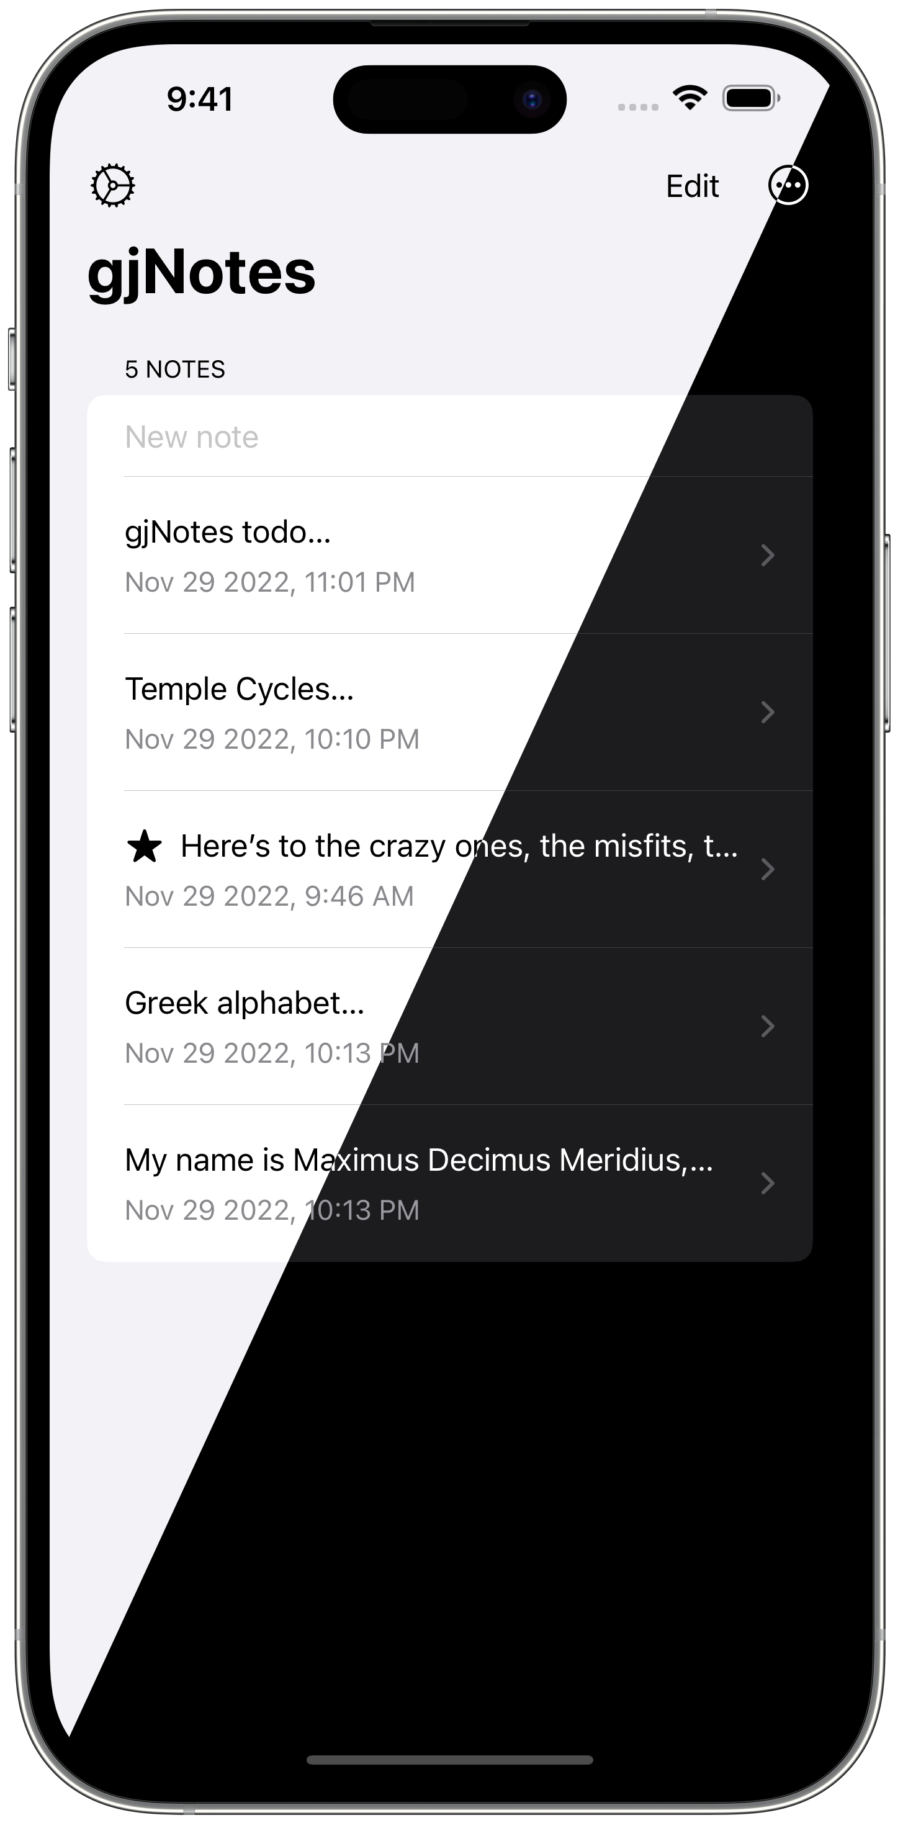 9:41
Edit
gjNotes
5 NOTES
New note
gjNotes todo...
Nov 29 2022, 11:01 PM
Temple Cycles...
Nov 29 2022, 10:10 PM
Here’s to the crazy ones, the misfits, t...
Nov 29 2022, 9:46 AM
Greek alphabet...
Nov 29 2022, 10:13 PM
My name is Maximus Decimus Meridius,...
Nov 29 2022, 10:13 PM